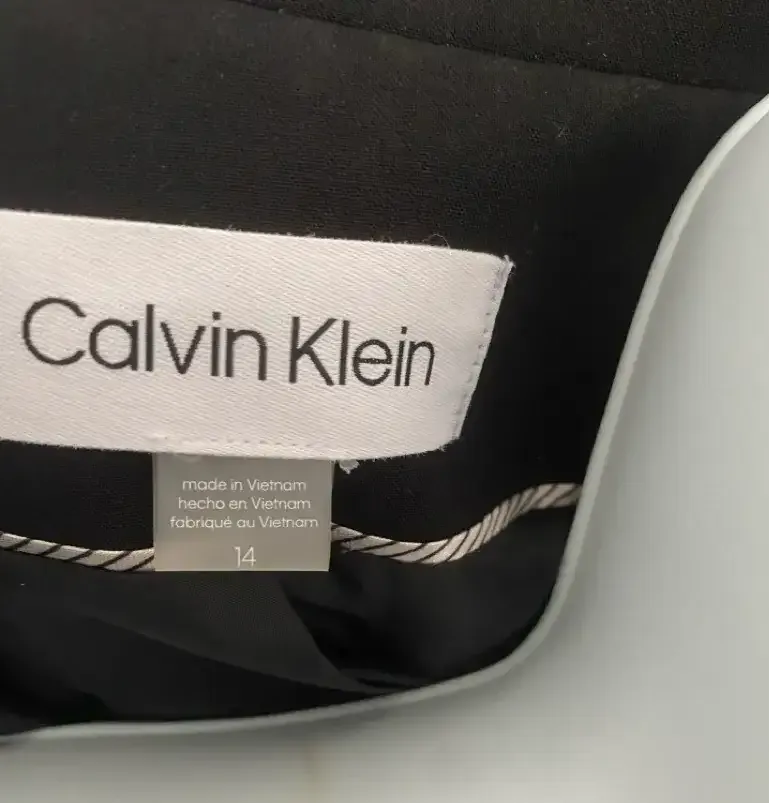 Calvin Klein
made in Vietnam
hecho en Vietnam
fabriqué au Vietnam
14